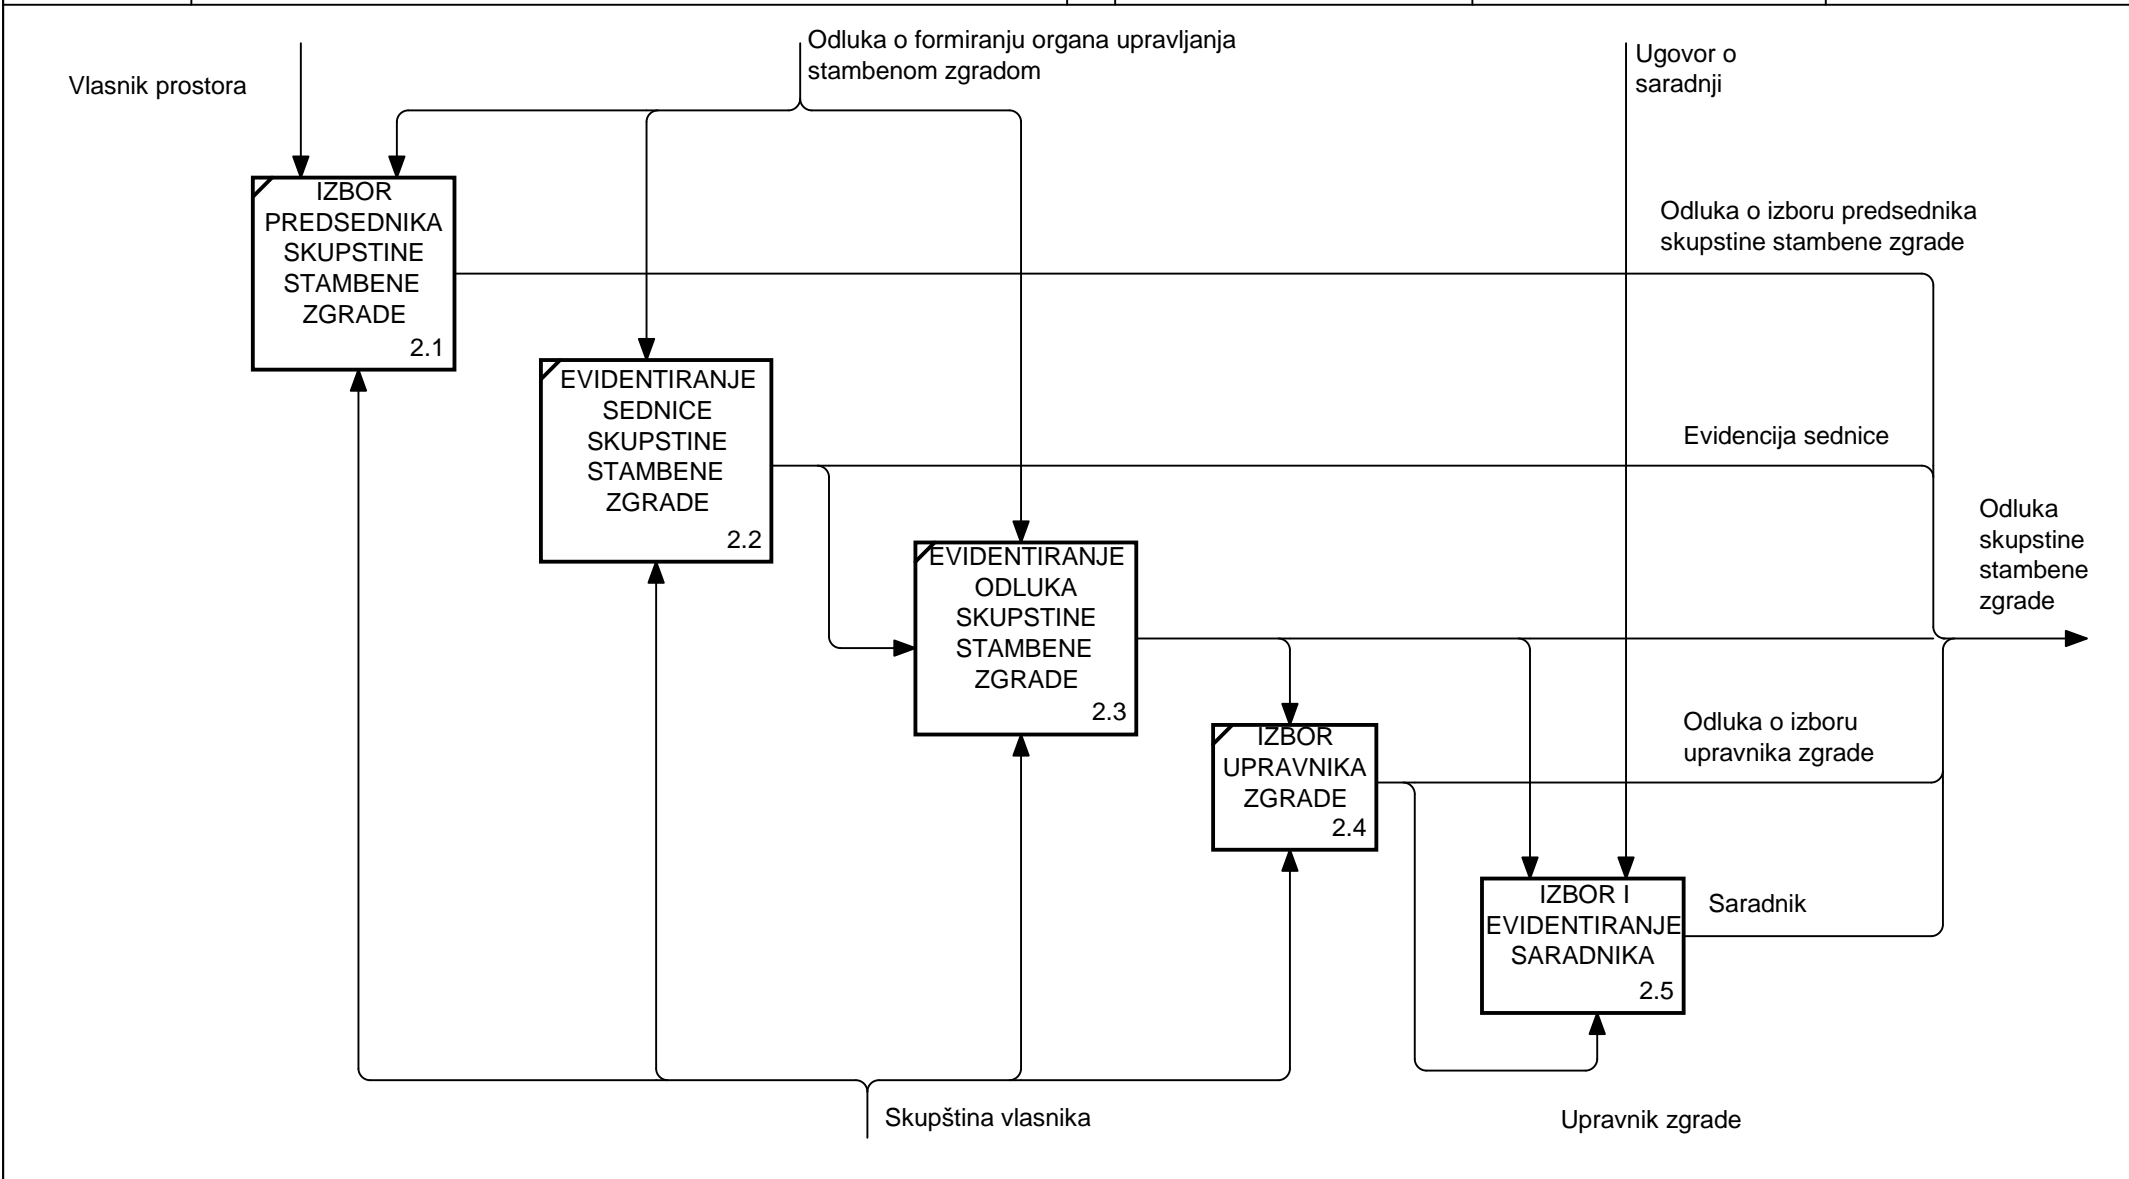 Odluka o formiranju organa upravljanja
stambenom zgradom
Ugovor o
saradnji
Vlasnik prostora
IZBOR
PREDSEDNIKA
SKUPSTINE
STAMBENE
ZGRADE
2.1
Odluka o izboru predsednika
skupstine stambene zgrade
EVIDENTIRANJE
SEDNICE
SKUPSTINE
STAMBENE
ZGRADE
2.2
Evidencija sednice
Odluka
skupstine
stambene
zgrade
EVIDENTIRANJE
ODLUKA
SKUPSTINE
STAMBENE
ZGRADE
2.3
IZBOR
UPRAVNIKA
ZGRADE
2.4
Odluka o izboru
upravnika zgrade
IZBOR I
EVIDENTIRANJE
SARADNIKA
2.5
Saradnik
Skupština vlasnika
Upravnik zgrade